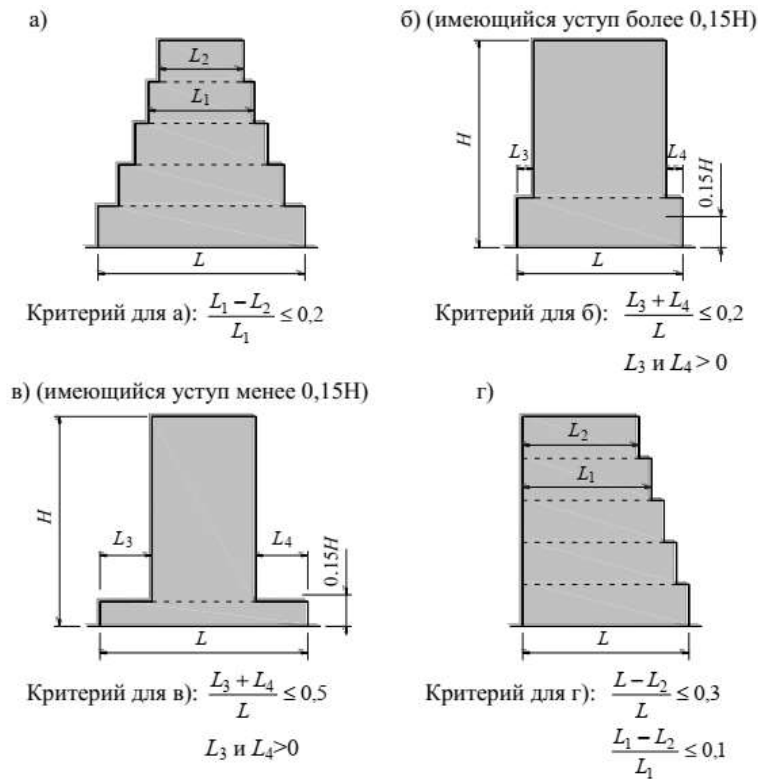 а)
б) (имеющийся уступ более 0,15Н)
L₂
L₁
L
H
L₃
L₄
0.15H
L
Критерий для а): (L₁ − L₂)/L₁ ≤ 0,2
Критерий для б): (L₃ + L₄)/L ≤ 0,2
L₃ и L₄ > 0
в) (имеющийся уступ менее 0,15Н)
г)
H
L₃
L₄
0.15H
L
L₂
L₁
L
Критерий для в): (L₃ + L₄)/L ≤ 0,5
L₃ и L₄>0
Критерий для г): (L − L₂)/L ≤ 0,3
(L₁ − L₂)/L₁ ≤ 0,1